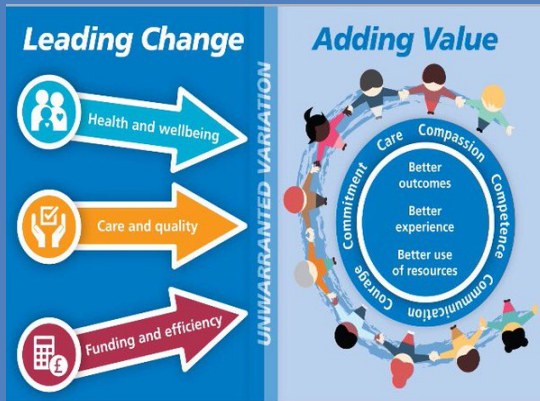 Leading Change
Health and wellbeing
Care and quality
£
Funding and efficiency
UNWARRANTED VARIATION
Adding Value
Commitment
Care
Compassion
Competence
Communication
Courage
Better
outcomes
Better
experience
Better use
of resources